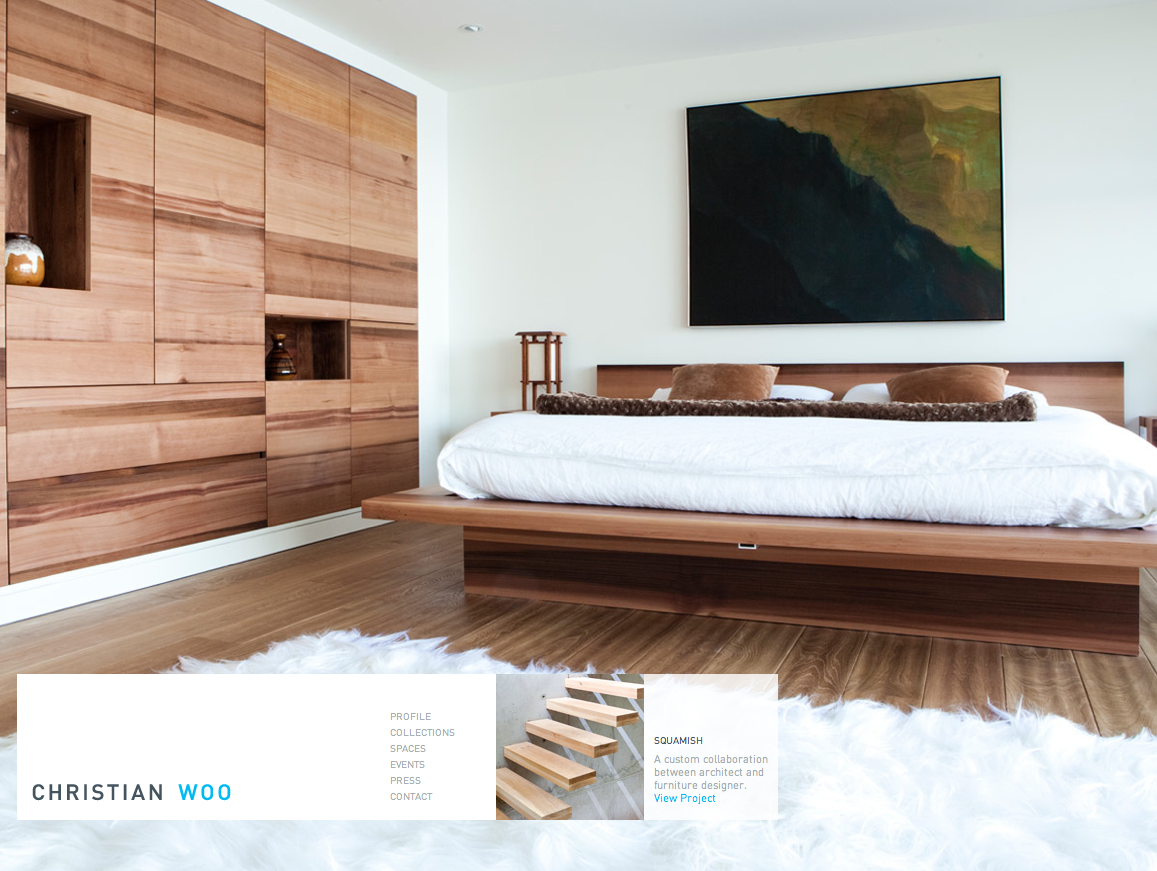 CHRISTIAN WOO
PROFILE
COLLECTIONS
SPACES
EVENTS
PRESS
CONTACT
SQUAMISH
A custom collaboration
between architect and
furniture designer.
View Project